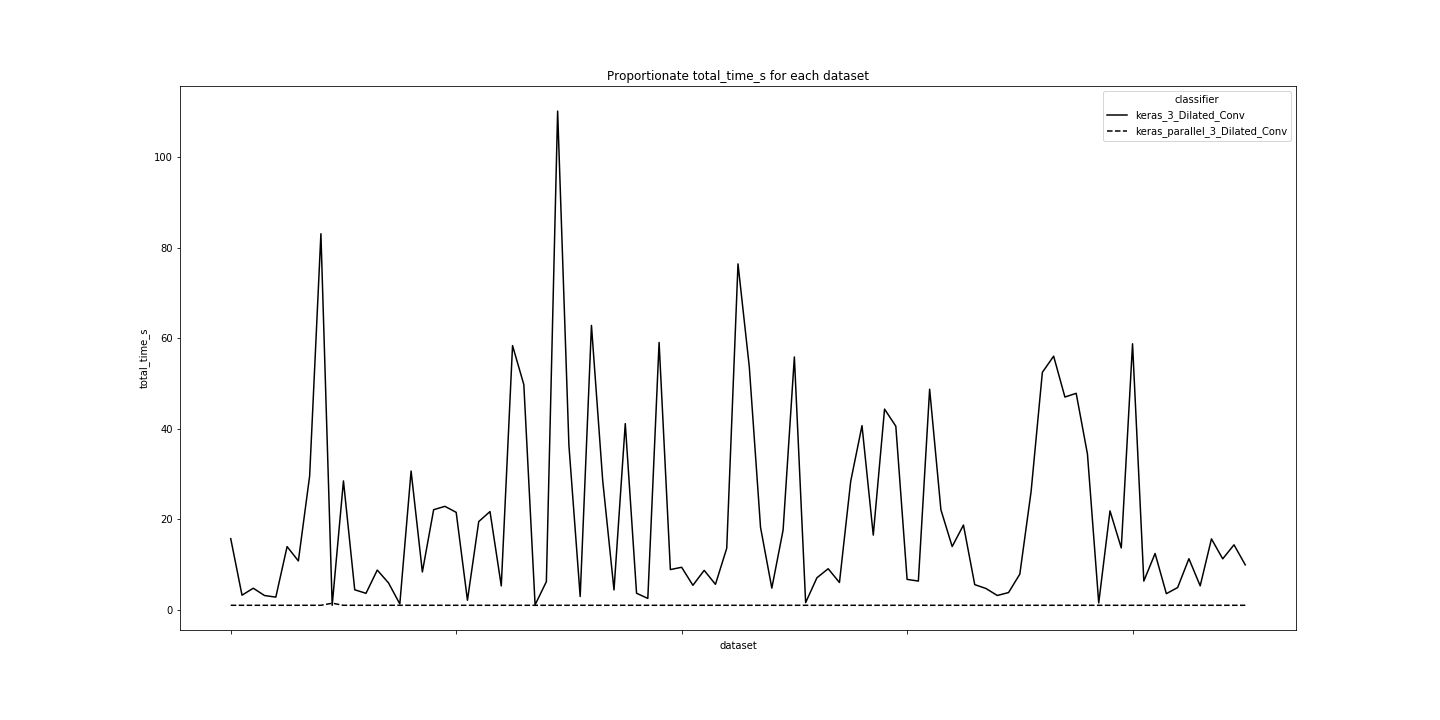 Proportionate total_time_s for each dataset
classifier
keras_3_Dilated_Conv
keras_parallel_3_Dilated_Conv
100
80
60
40
20
0
total_time_s
dataset